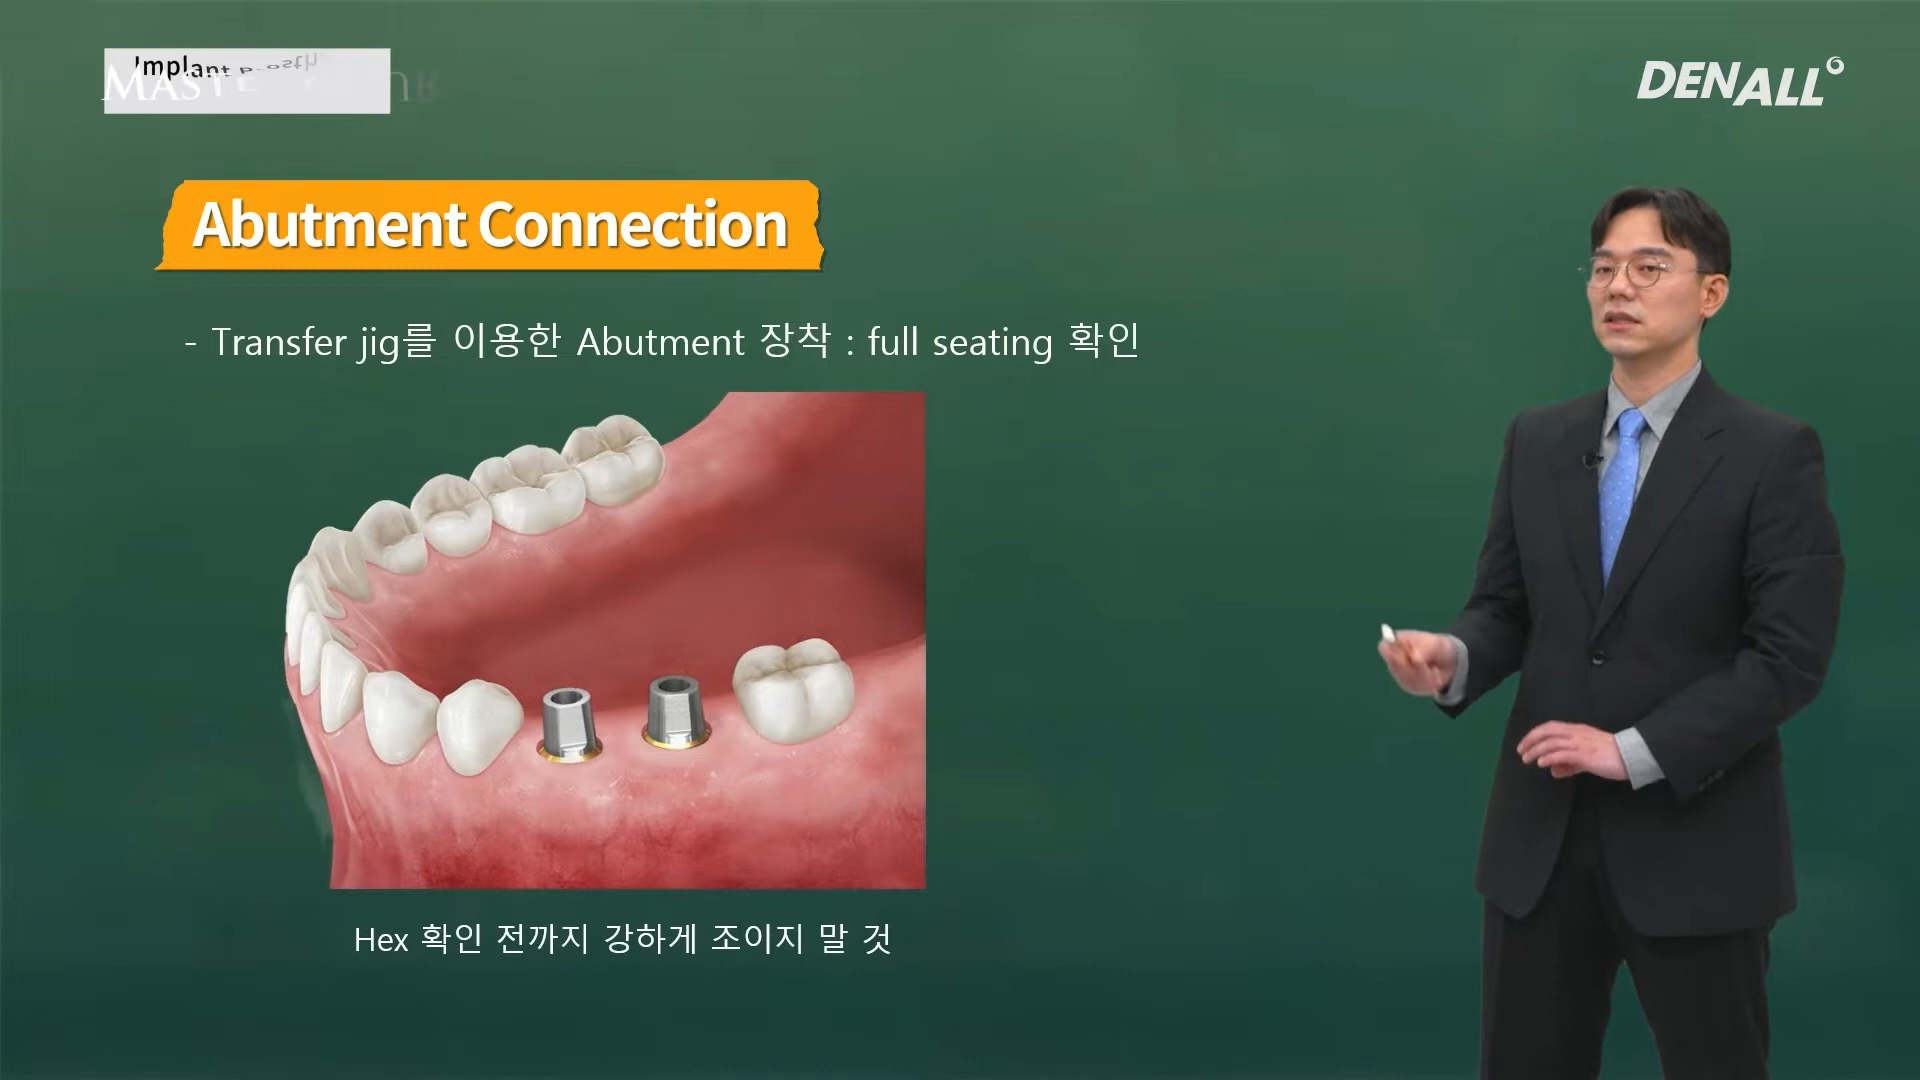 Implant
DENALL
Abutment Connection
- Transfer jig를 이용한 Abutment 장착 : full seating 확인
Hex 확인 전까지 강하게 조이지 말 것